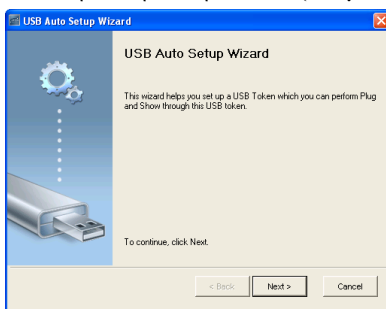 USB Auto Setup Wizard
USB Auto Setup Wizard
This wizard helps you set up a USB Token which you can perform Plug
and Show through this USB token.
To continue, click Next.
< Back
Next >
Cancel